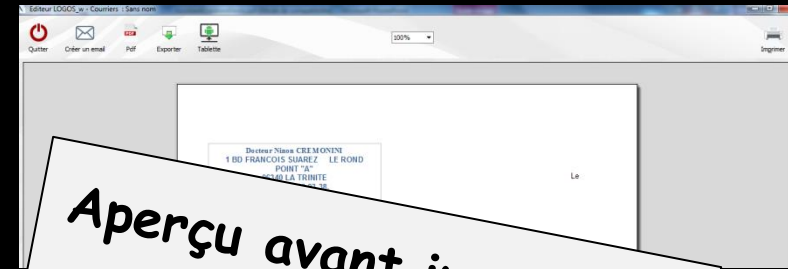 Editeur LOGOS_w - Courriers : Sans nom
Quitter
Créer un email
Pdf
Exporter
Tablette
100%
Imprimer
Docteur Ninon CREMONINI
1 BD FRANCOIS SUAREZ LE ROND
POINT "A"
LA TRINITE
Le
Aperçu avant